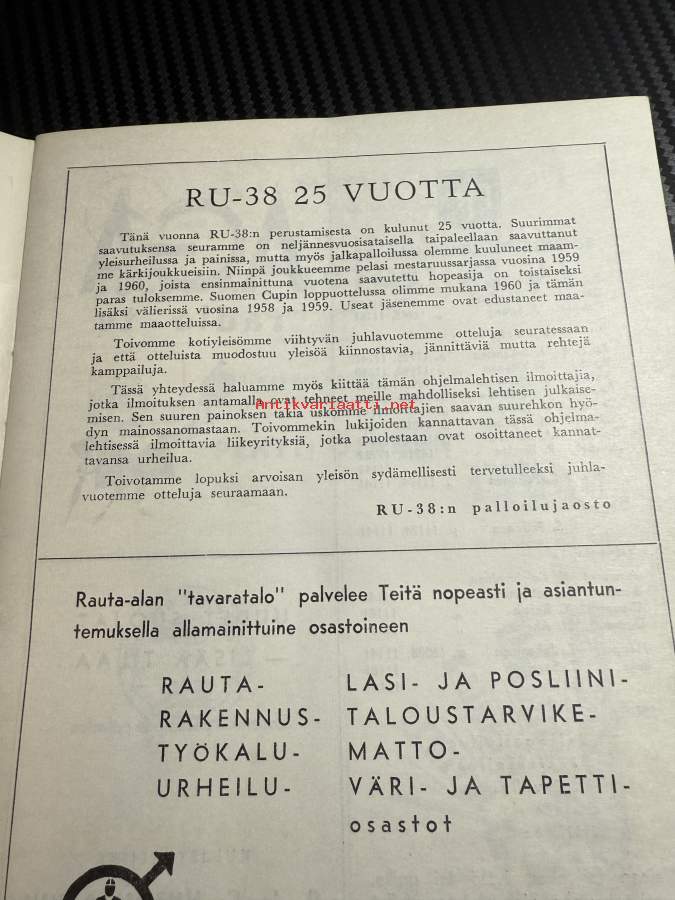 RU-38 25 VUOTTA
Tänä vuonna RU-38:n perustamisesta on kulunut 25 vuotta. Suurimmat
saavutuksensa seuramme on neljännesvuosisataisella taipaleellaan saavuttanut
yleisurheilussa ja painissa, mutta myös jalkapalloilussa olemme kuuluneet maam-
me kärkijoukkueisiin. Niinpä joukkueemme pelasi mestaruussarjassa vuosina 1959
ja 1960, joista ensinmainittuna vuotena saavutettu hopeasija on toistaiseksi
paras tuloksemme. Suomen Cupin loppuottelussa olimme mukana 1960 ja tämän
lisäksi välierissä vuosina 1958 ja 1959. Useat jäsenemme ovat edustaneet maa-
tamme maaotteluissa.
Toivomme kotiyleisömme viihtyvän juhlavuotemme otteluja seuratessaan
ja että otteluista muodostuu yleisöä kiinnostavia, jännittäviä mutta rehtejä
kamppailuja.
Tässä yhteydessä haluamme myös kiittää tämän ohjelmalehtisen ilmoittajia,
jotka ilmoituksen antamalla ovat tehneet meille mahdolliseksi lehtisen julkaise-
Antikvariaatti.net
misen. Sen suuren painoksen takia uskomme ilmoittajien saavan suurehkon hyö-
dyn mainossanomastaan. Toivommekin lukijoiden kannattavan tässä ohjelma-
lehtisessä ilmoittavia liikeyrityksiä, jotka puolestaan ovat osoittaneet kannat-
tavansa urheilua.
Toivotamme lopuksi arvoisan yleisön sydämellisesti tervetulleeksi juhla-
vuotemme otteluja seuraamaan.
RU-38:n palloilujaosto
Rauta-alan "tavaratalo" palvelee Teitä nopeasti ja asiantun-
temuksella allamainittuine osastoineen
RAUTA-
RAKENNUS-
TYÖKALU-
URHEILU-
LASI- JA POSLIINI-
TALOUSTARVIKE-
MATTO-
VÄRI- JA TAPETTI-
osastot